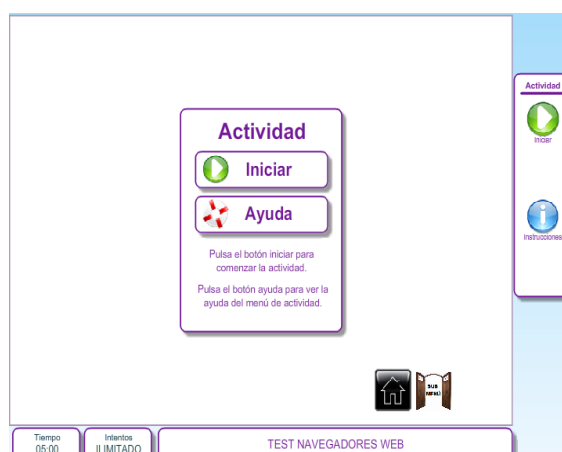 Actividad
Iniciar
Ayuda
Pulsa el botón iniciar para
comenzar la actividad.
Pulsa el botón ayuda para ver la
ayuda del menú de actividad.
Actividad
Iniciar
Instrucciones
SUB
MENÚ
Tiempo
05:00
Intentos
ILIMITADO
TEST NAVEGADORES WEB